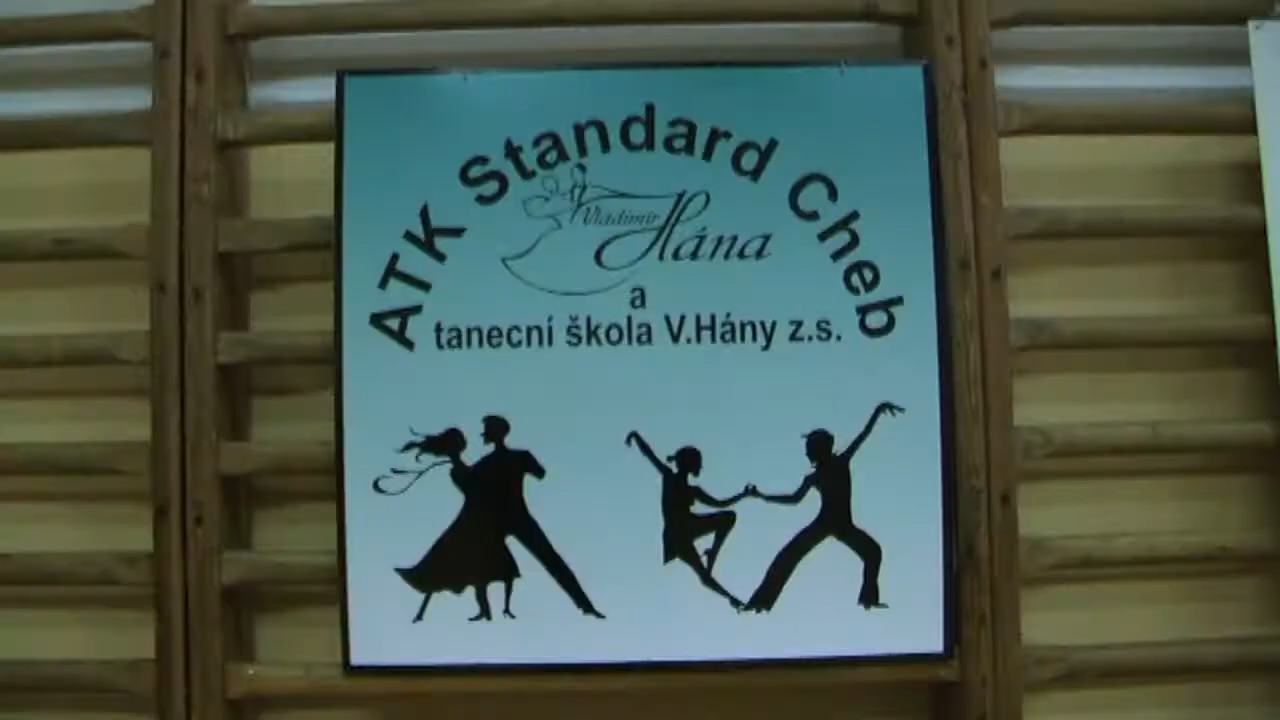 ATK Standard Cheb
Vladimír
Hána
a
tanecní škola V.Hány z.s.